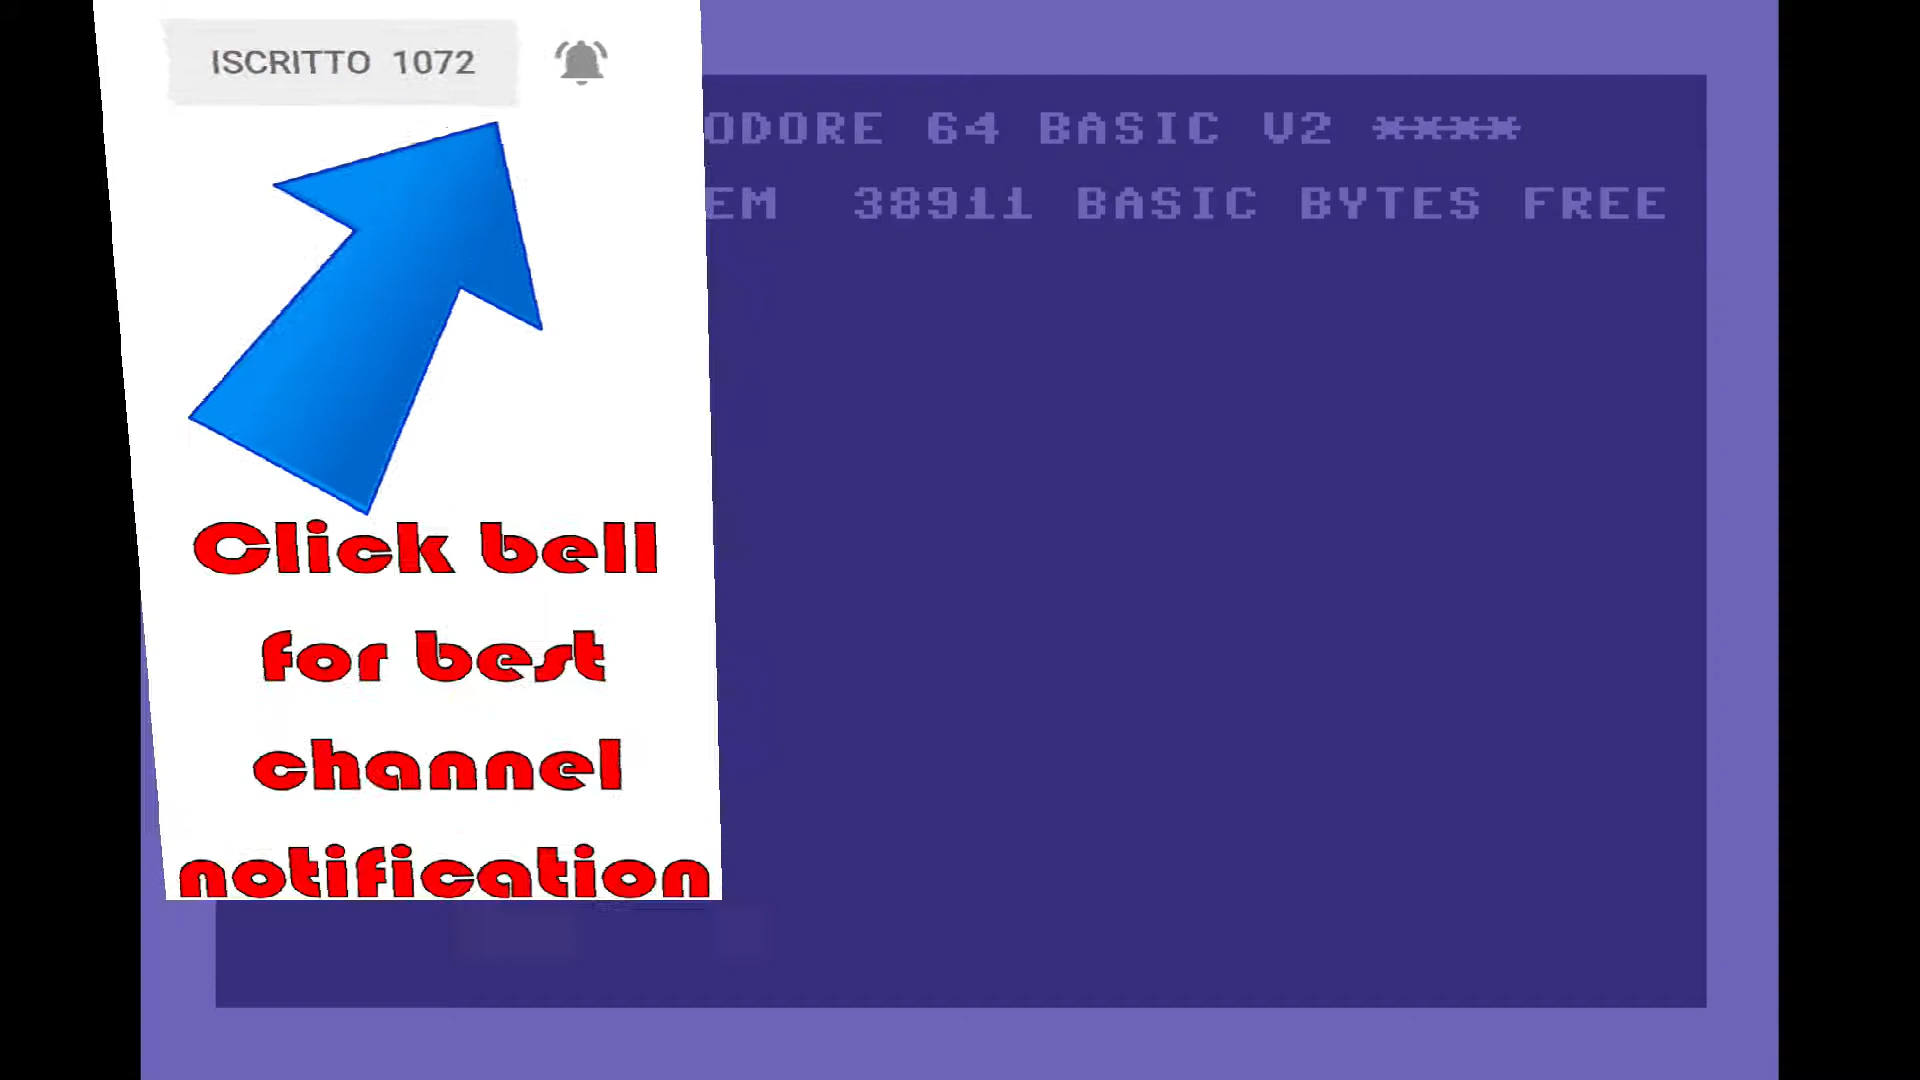 ISCRITTO 1072
ODORE 64 BASIC V2 ****
EM 38911 BASIC BYTES FREE
Click bell
for best
channel
notification